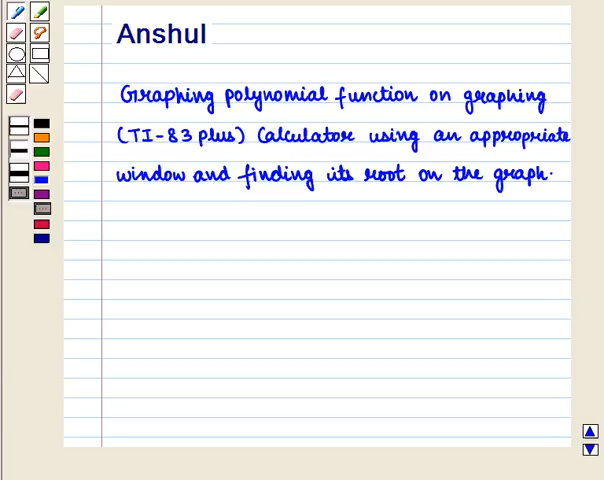 Anshul
Graphing polynomial function on graphing
(TI-83 plus) Calculator using an appropriate
window and finding its root on the graph.